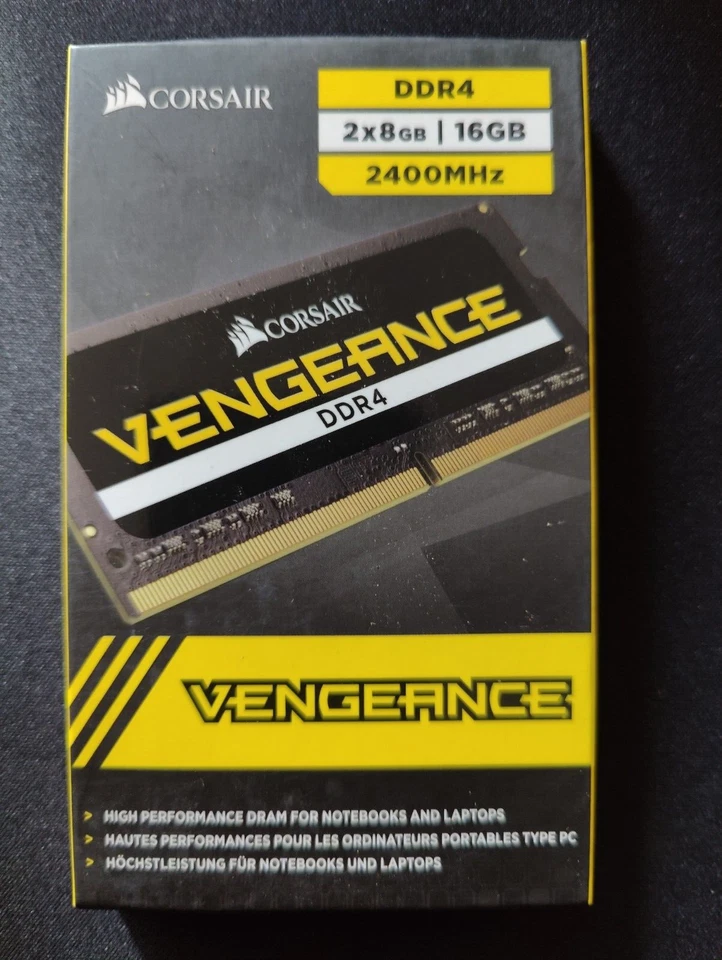 CORSAIR
DDR4
2x8GB | 16GB
2400MHz
CORSAIR
VENGEANCE
DDR4
VENGEANCE
> HIGH PERFORMANCE DRAM FOR NOTEBOOKS AND LAPTOPS
> HAUTES PERFORMANCES POUR LES ORDINATEURS PORTABLES TYPE PC
> HÖCHSTLEISTUNG FÜR NOTEBOOKS UND LAPTOPS